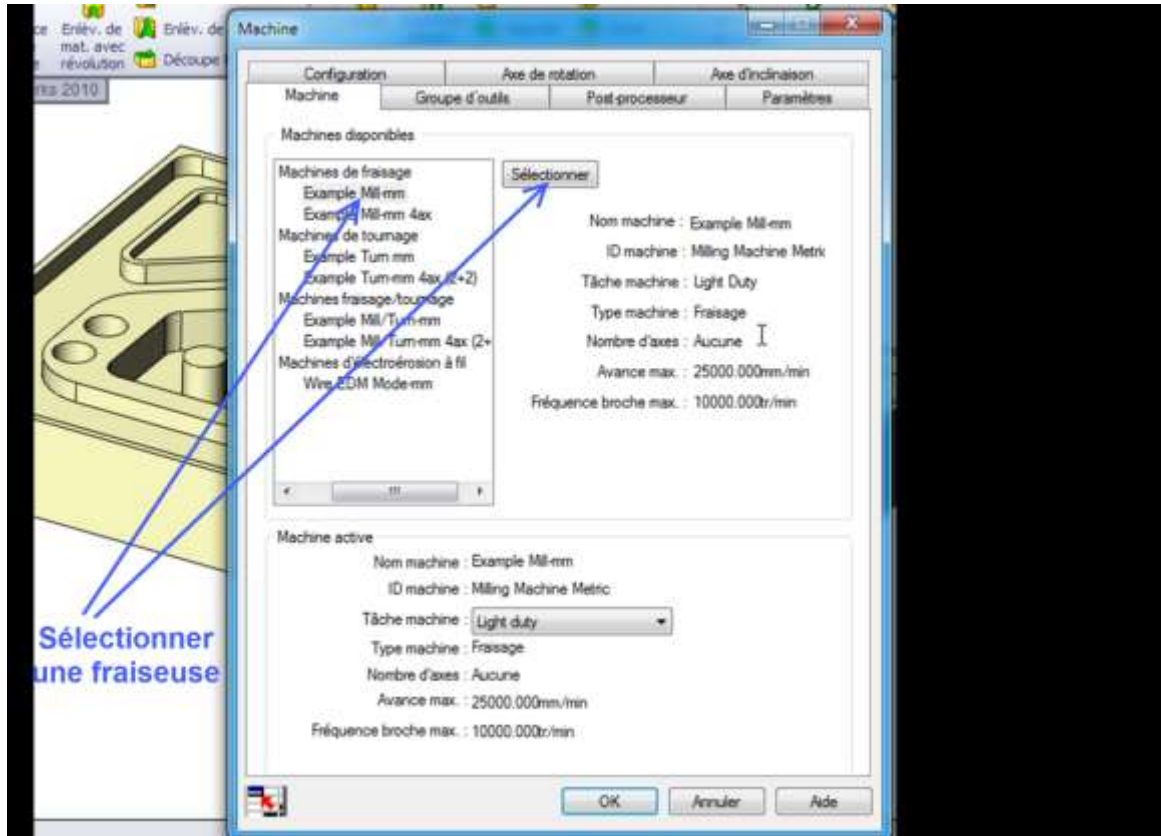 Enlèv. de
mat. avec
révolution
Enlèv. de
Découpe
2010
Machine
Configuration
Axe de rotation
Axe d'inclinaison
Machine
Groupe d'outils
Post-processeur
Paramètres
Machines disponibles
Machines de fraisage
Example Mill-mm
Example Mill-mm 4ax
Machines de tournage
Example Turn mm
Example Turn-mm 4ax (2+2)
Machines fraisage/tournage
Example Mill/Turn-mm
Example Mill/Turn-mm 4ax (2+
Machines d'électroérosion à fil
Wire EDM Mode-mm
Sélectionner
Nom machine : Example Mill-mm
ID machine : Milling Machine Metric
Tâche machine : Light Duty
Type machine : Fraisage
Nombre d'axes : Aucune
Avance max. : 25000.000mm/min
Fréquence broche max. : 10000.000tr/min
Machine active
Nom machine : Example Mill-mm
ID machine : Milling Machine Metric
Tâche machine : Light duty
Type machine : Fraisage
Nombre d'axes : Aucune
Avance max. : 25000.000mm/min
Fréquence broche max. : 10000.000tr/min
Sélectionner
une fraiseuse
OK
Annuler
Aide